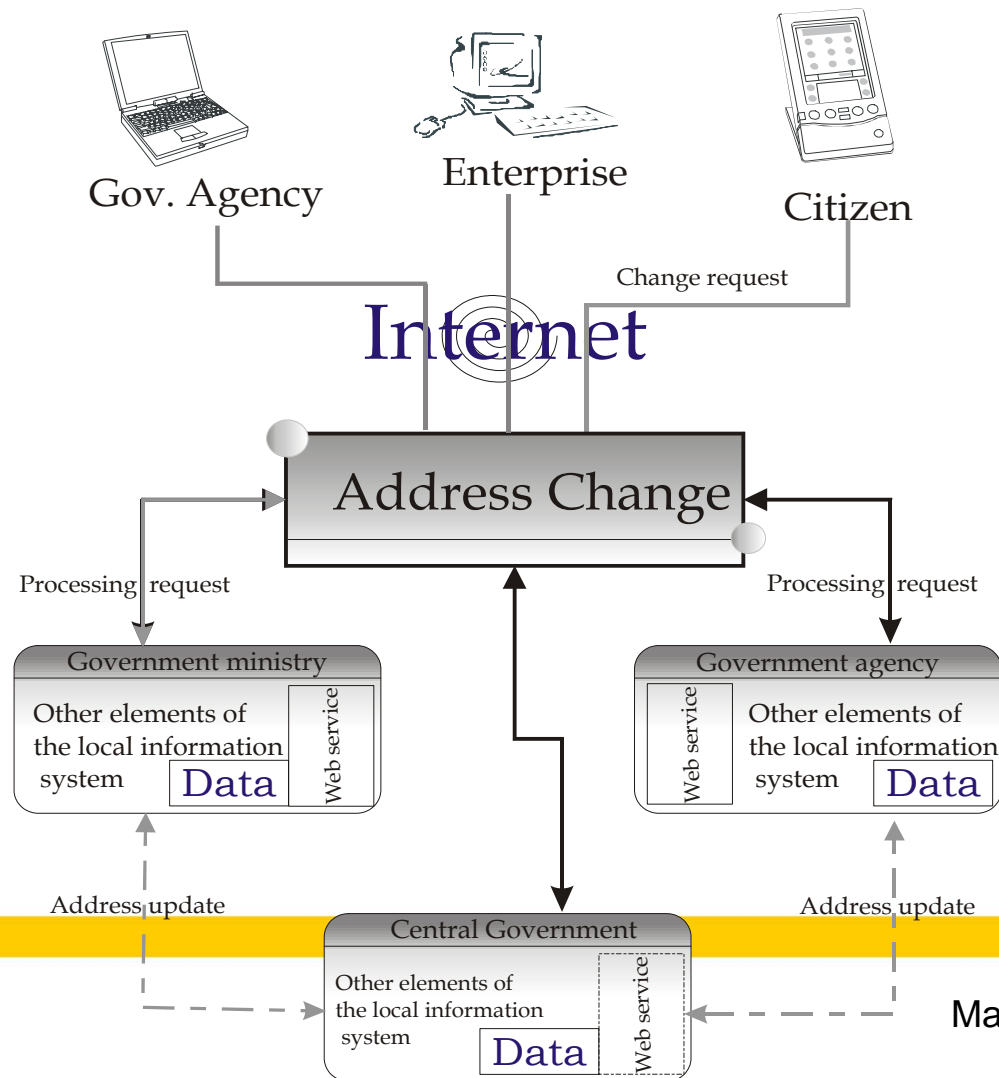 Gov. Agency
Enterprise
Citizen
Change request
Internet
Address Change
Processing request
Processing request
Government ministry
Other elements of
the local information
system
Data
Web service
Government agency
Web service
Other elements of
the local information
system
Data
Address update
Address update
Central Government
Other elements of
the local information
system
Data
Web service
Ma